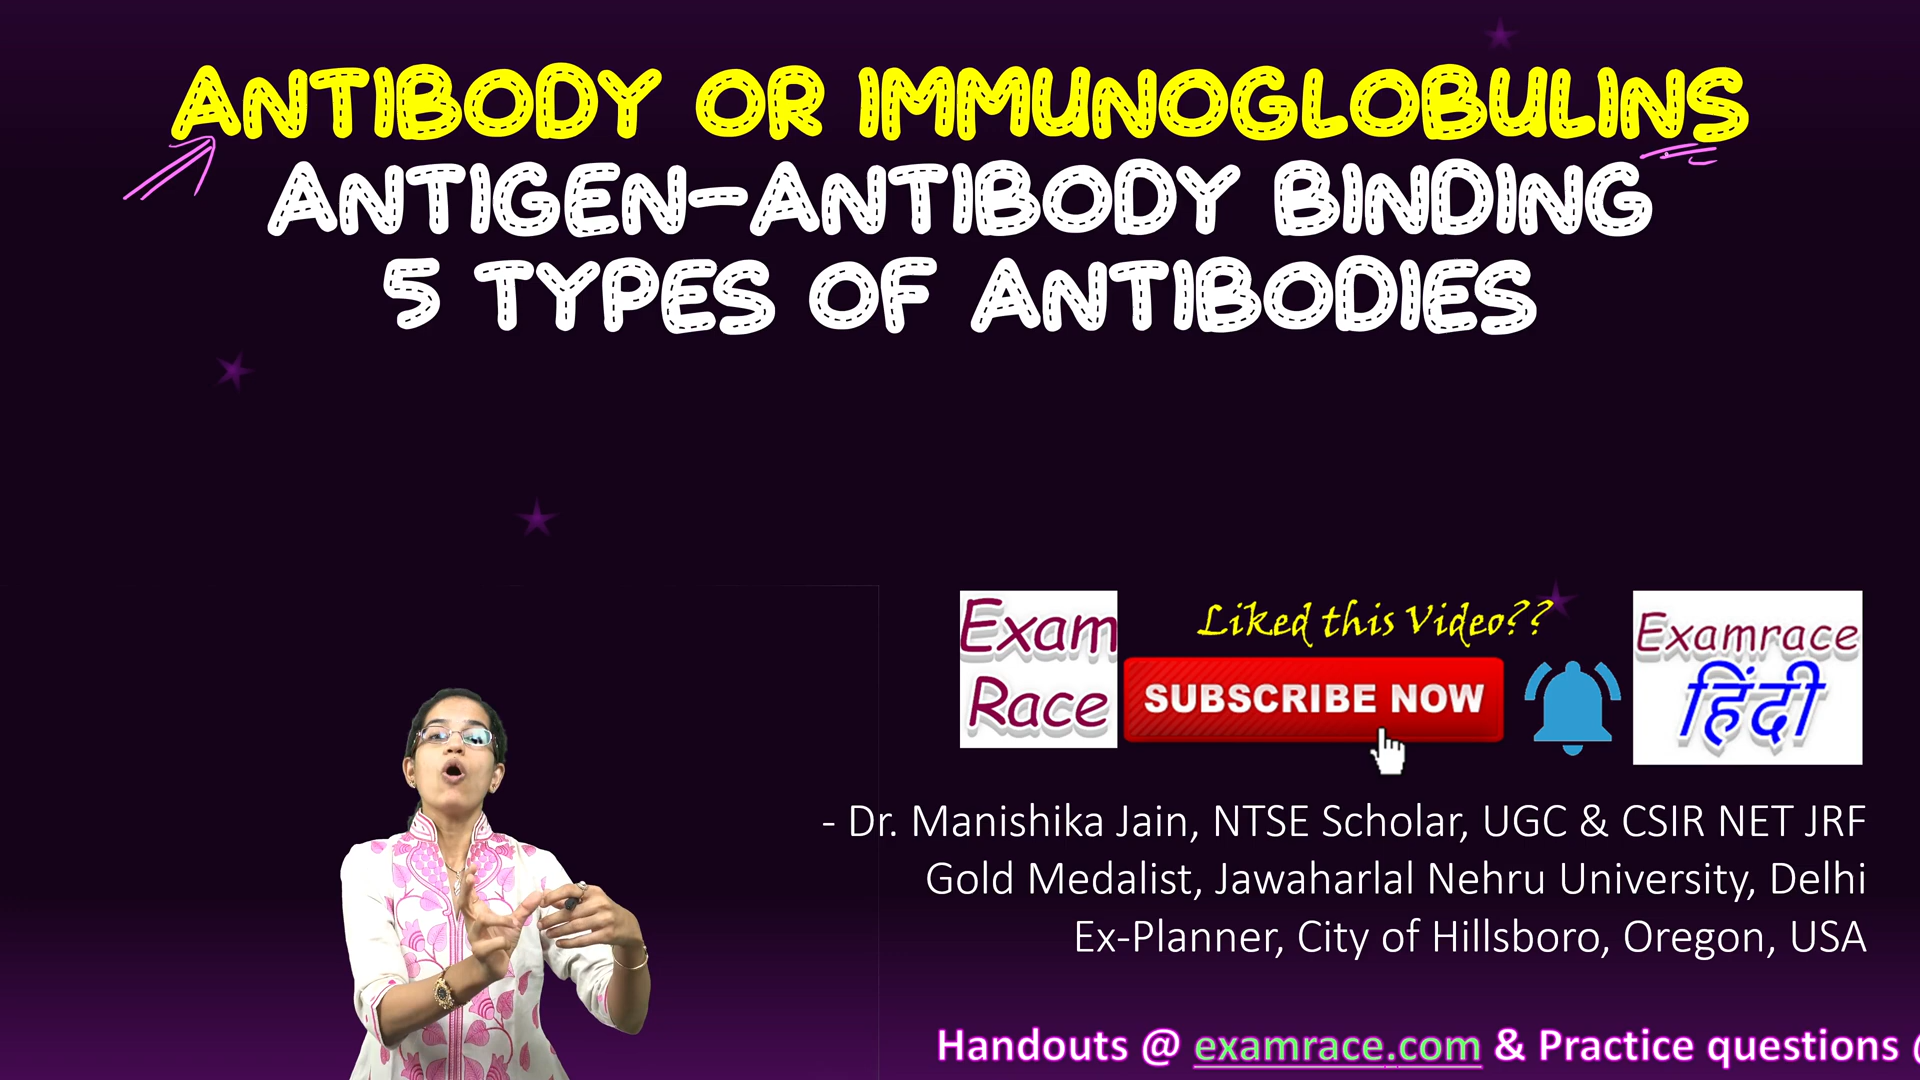 ANTIBODY OR IMMUNOGLOBULINS
ANTIGEN-ANTIBODY BINDING
5 TYPES OF ANTIBODIES
Exam
Race
Liked this Video??
SUBSCRIBE NOW
Examrace
हिंदी
- Dr. Manishika Jain, NTSE Scholar, UGC & CSIR NET JRF
Gold Medalist, Jawaharlal Nehru University, Delhi
Ex-Planner, City of Hillsboro, Oregon, USA
Handouts @ examrace.com & Practice questions @